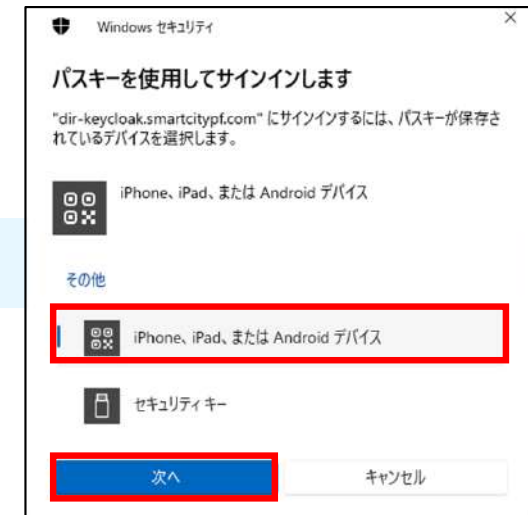 Windows セキュリティ
パスキーを使用してサインインします
"dir-keycloak.smartcitypf.com" にサインインするには、パスキーが保存さ
れているデバイスを選択します。
iPhone、iPad、または Android デバイス
その他
iPhone、iPad、または Android デバイス
セキュリティ キー
次へ
キャンセル